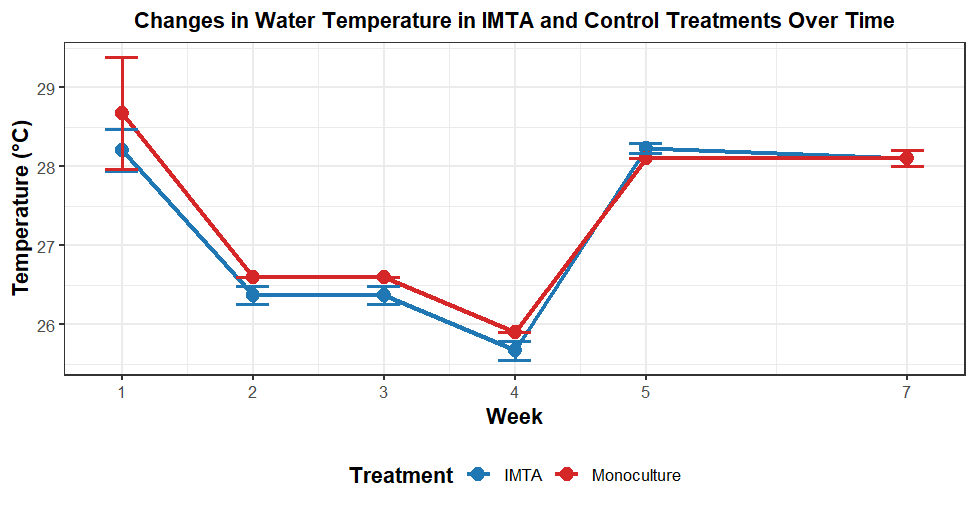 Changes in Water Temperature in IMTA and Control Treatments Over Time
Temperature (°C)
29
28
27
26
1 2 3 4 5 7
Week
Treatment IMTA Monoculture